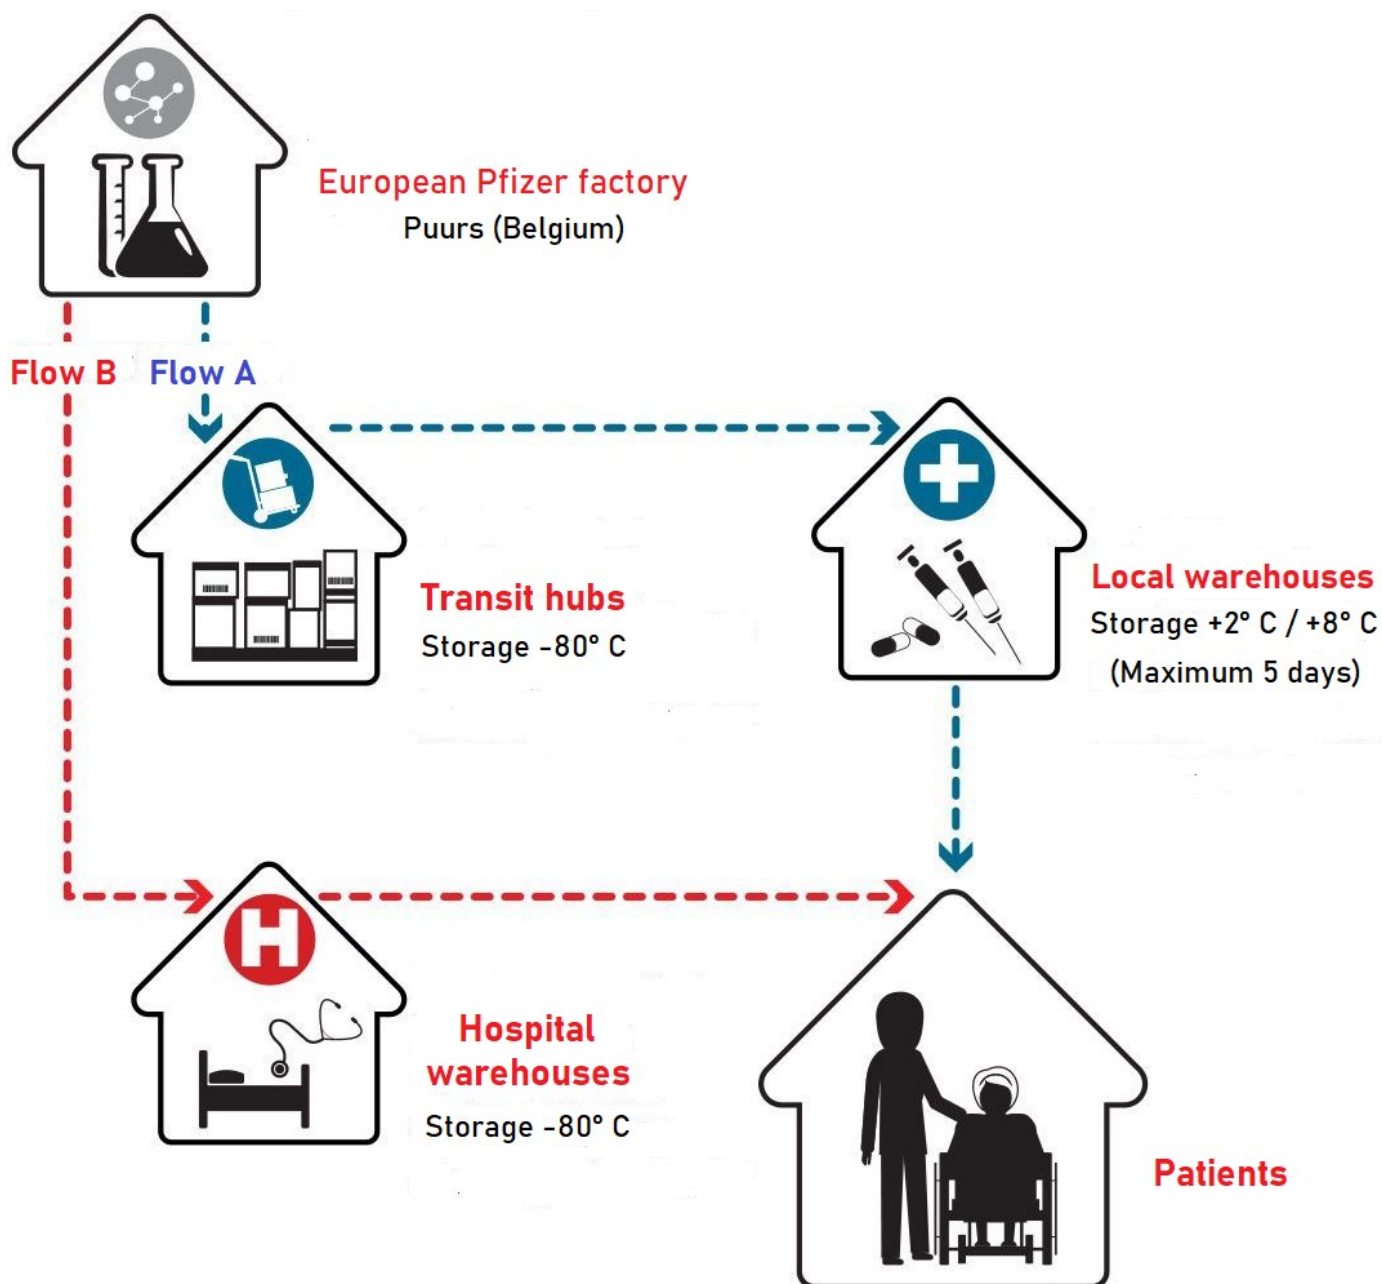 European Pfizer factory
Puurs (Belgium)
Flow B
Flow A
Transit hubs
Storage -80° C
Local warehouses
Storage +2° C / +8° C
(Maximum 5 days)
H
Hospital
warehouses
Storage -80° C
Patients